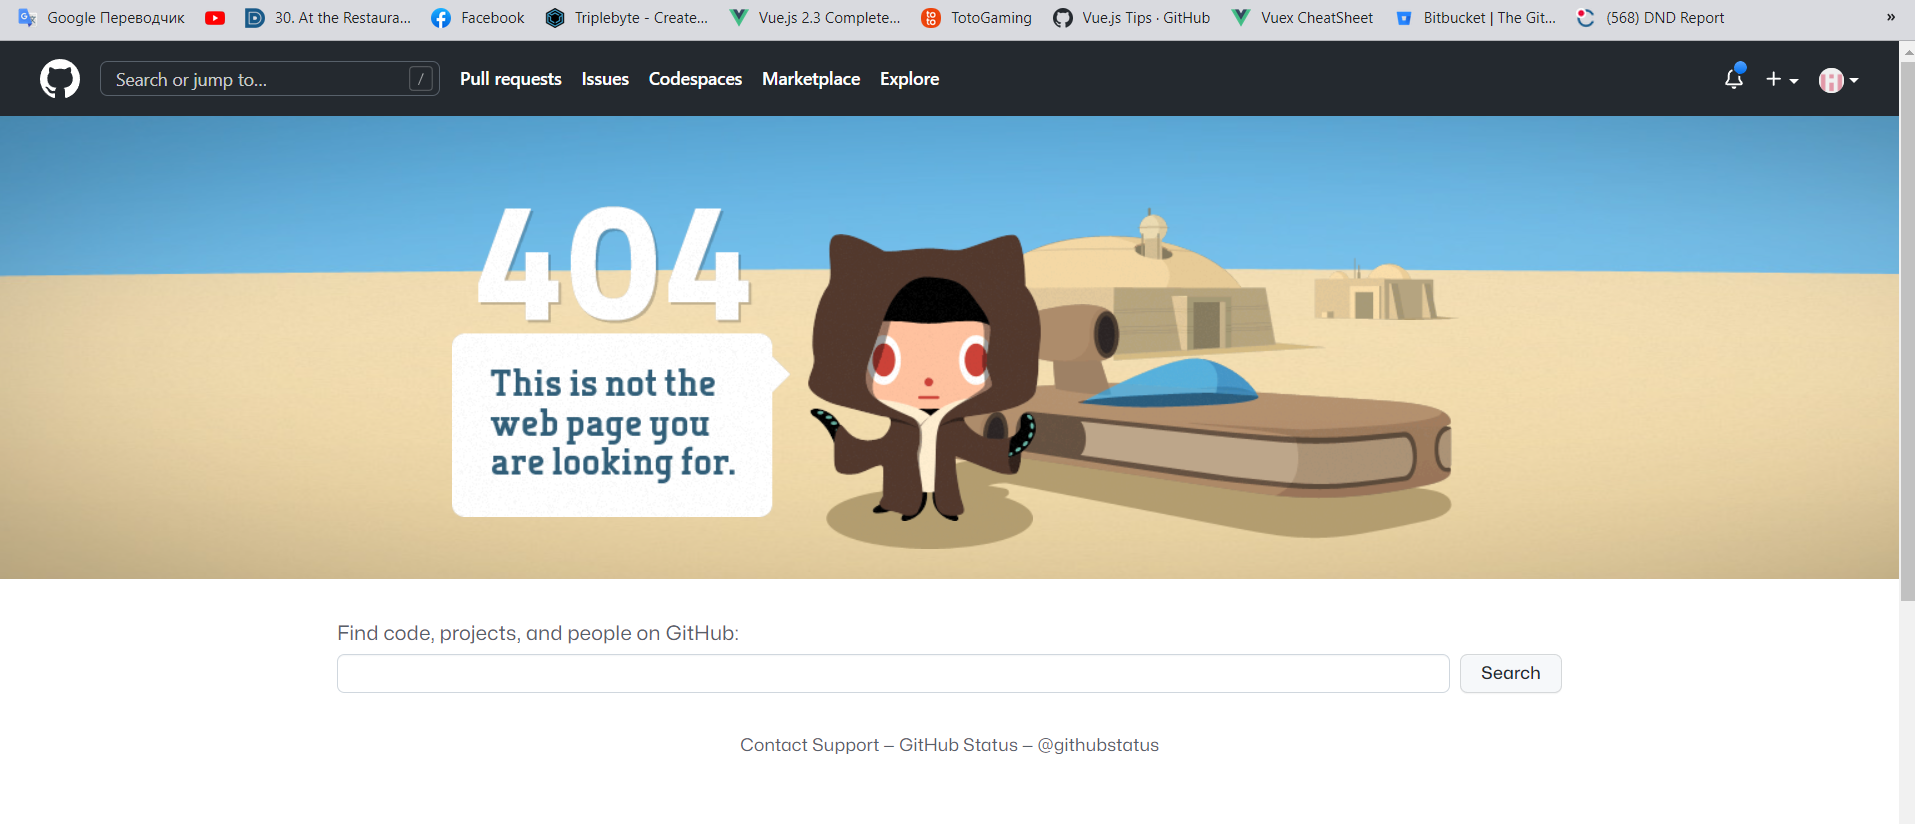 Google Переводчик 30. At the Restaura... Facebook Triplebyte - Create... Vue.js 2.3 Complete... TotoGaming Vue.js Tips · GitHub Vuex CheatSheet Bitbucket | The Git... (568) DND Report »
Search or jump to... / Pull requests Issues Codespaces Marketplace Explore
404
This is not the
web page you
are looking for.
Find code, projects, and people on GitHub:
Search
Contact Support — GitHub Status — @githubstatus